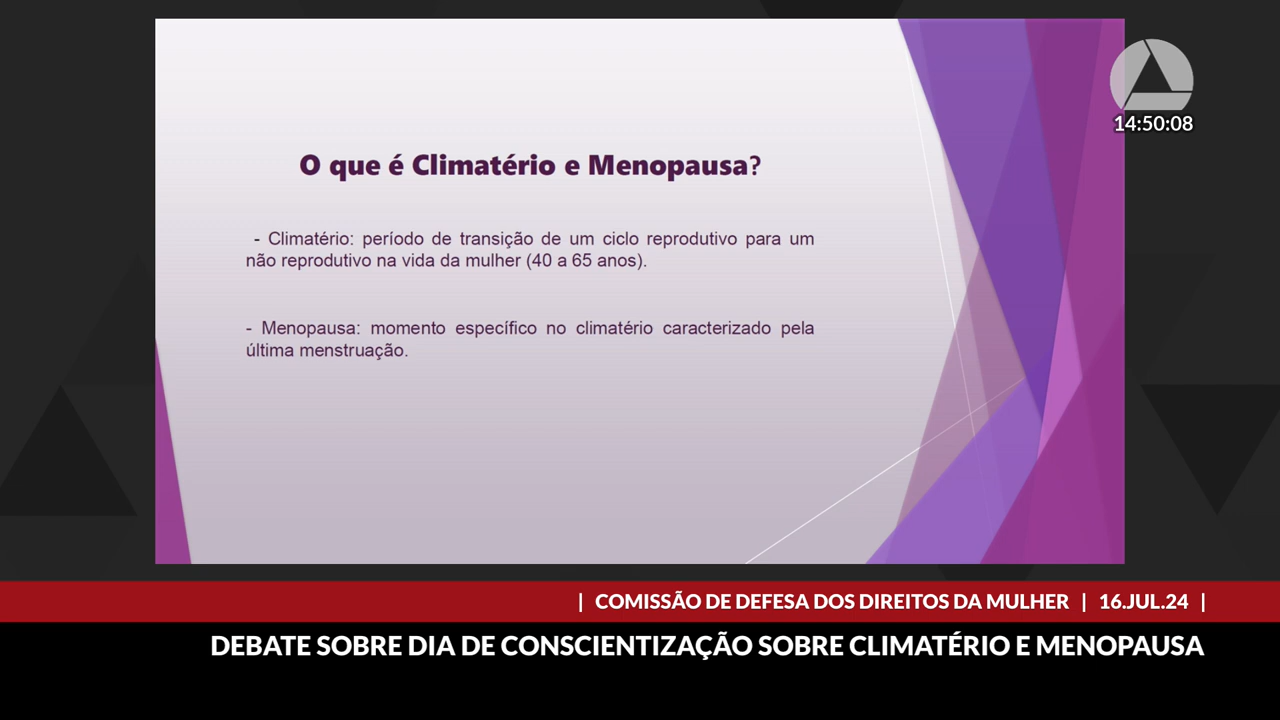 14:50:08
O que é Climatério e Menopausa?
- Climatério: período de transição de um ciclo reprodutivo para um
não reprodutivo na vida da mulher (40 a 65 anos).
- Menopausa: momento específico no climatério caracterizado pela
última menstruação.
| COMISSÃO DE DEFESA DOS DIREITOS DA MULHER | 16.JUL.24 |
DEBATE SOBRE DIA DE CONSCIENTIZAÇÃO SOBRE CLIMATÉRIO E MENOPAUSA